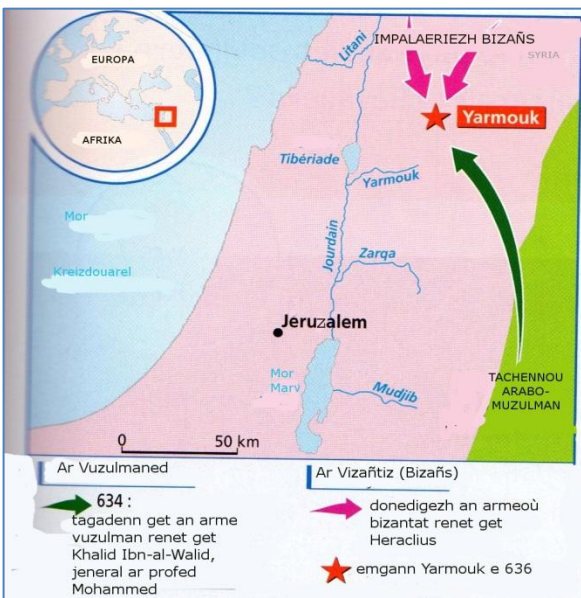 EUROPA
AFRIKA
IMPALAERIEZH BIZAÑS
SYRIA
Litani
Yarmouk
Tibériade
Yarmouk
Mor
Kreizdouarel
Jourdain
Zarqa
Jeruzalem
Mor
Marv
Mudjib
TACHENNOU
ARABO-
MUZULMAN
0 50 km
Ar Vuzulmaned
634 :
tagadenn get an arme
vuzulman renet get
Khalid Ibn-al-Walid,
jeneral ar profed
Mohammed
Ar Vizañtiz (Bizañs)
donedigezh an armeoù
bizantat renet get
Heraclius
emgann Yarmouk e 636